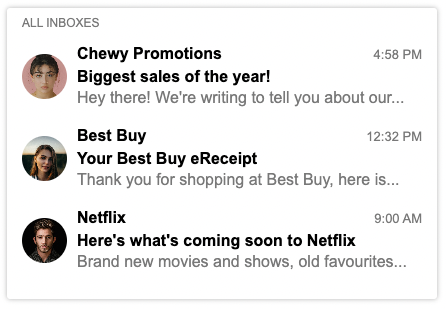 ALL INBOXES
Chewy Promotions 4:58 PM
Biggest sales of the year!
Hey there! We're writing to tell you about our...
Best Buy 12:32 PM
Your Best Buy eReceipt
Thank you for shopping at Best Buy, here is...
Netflix 9:00 AM
Here's what's coming soon to Netflix
Brand new movies and shows, old favourites...